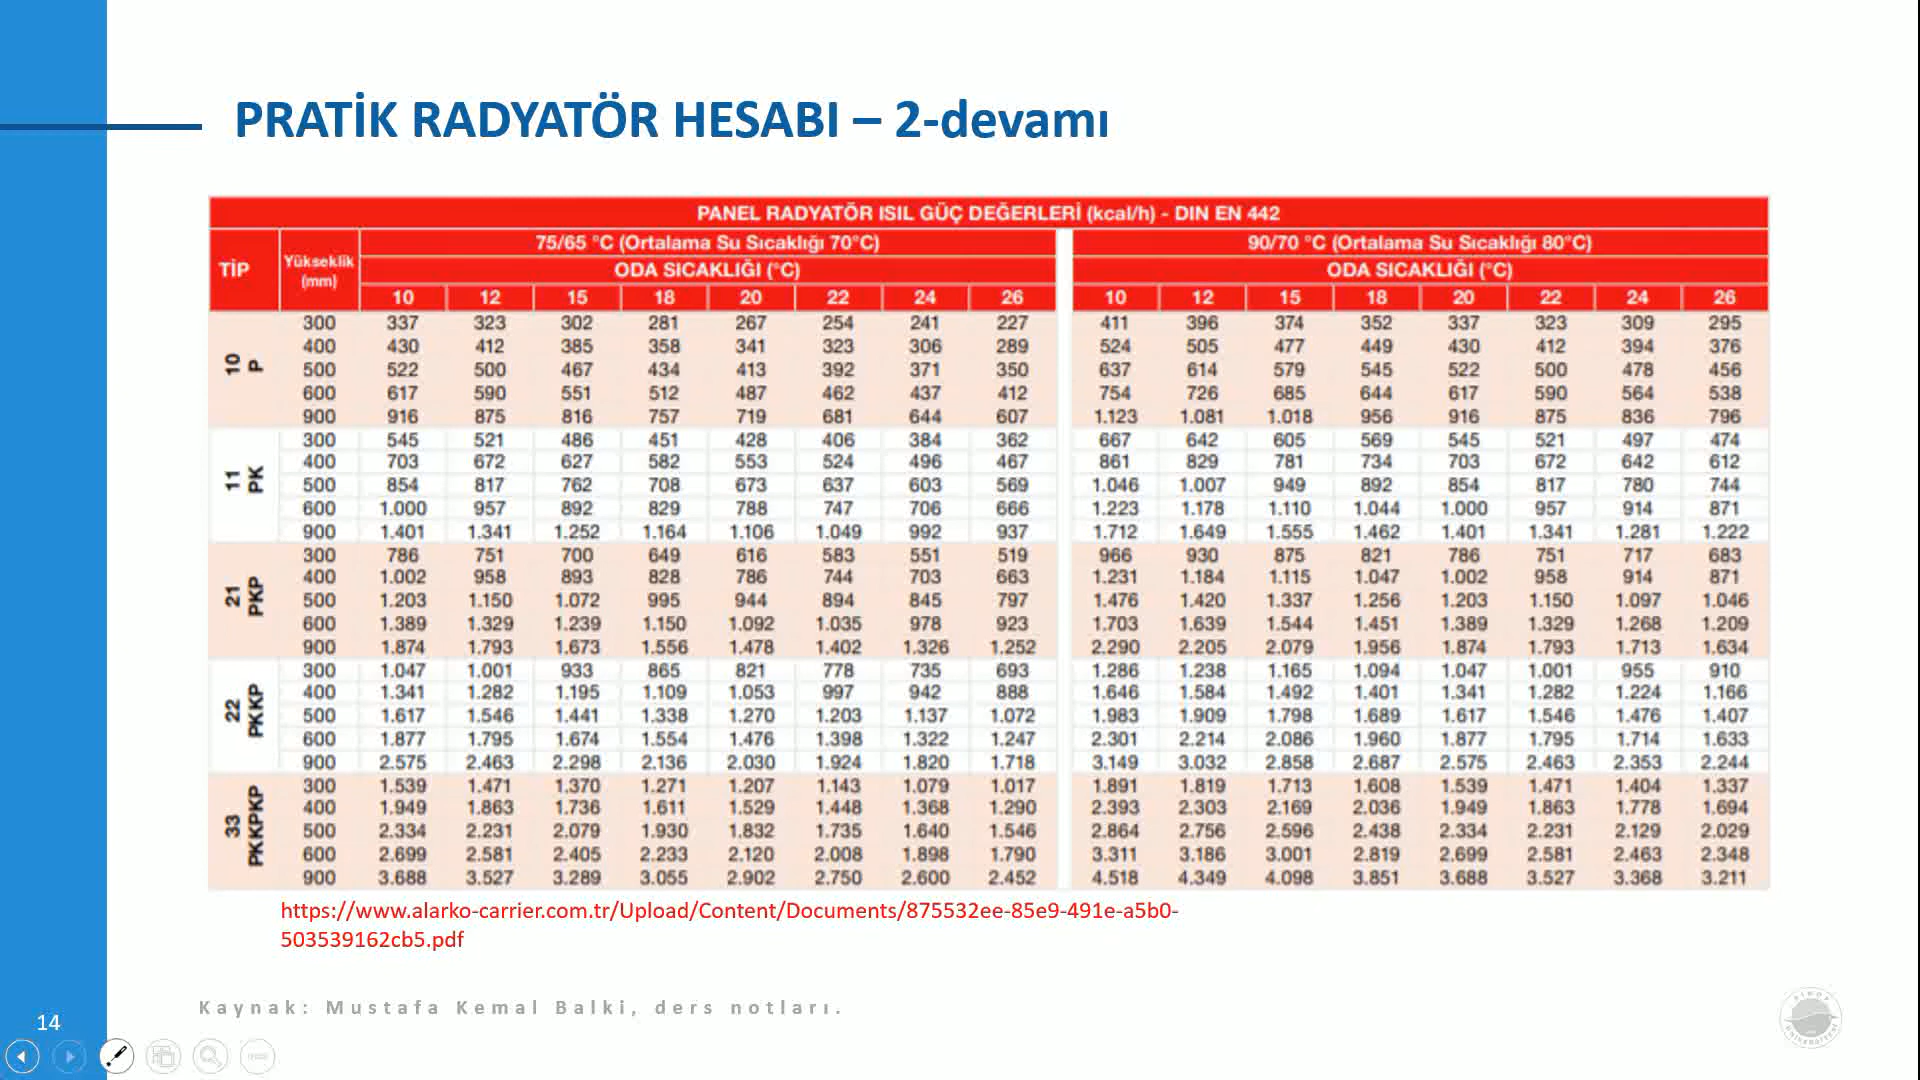 PRATİK RADYATÖR HESABI – 2-devamı
PANEL RADYATÖR ISIL GÜÇ DEĞERLERİ (kcal/h) - DIN EN 442
TİP Yükseklik (mm) 75/65 °C (Ortalama Su Sıcaklığı 70°C) 90/70 °C (Ortalama Su Sıcaklığı 80°C)
ODA SICAKLIĞI (°C) ODA SICAKLIĞI (°C)
10 12 15 18 20 22 24 26 10 12 15 18 20 22 24 26
10 P
300 337 323 302 281 267 254 241 227 411 396 374 352 337 323 309 295
400 430 412 385 358 341 323 306 289 524 505 477 449 430 412 394 376
500 522 500 467 434 413 392 371 350 637 614 579 545 522 500 478 456
600 617 590 551 512 487 462 437 412 754 726 685 644 617 590 564 538
900 916 875 816 757 719 681 644 607 1.123 1.081 1.018 956 916 875 836 796
11 PK
300 545 521 486 451 428 406 384 362 667 642 605 569 545 521 497 474
400 703 672 627 582 553 524 496 467 861 829 781 734 703 672 642 612
500 854 817 762 708 673 637 603 569 1.046 1.007 949 892 854 817 780 744
600 1.000 957 892 829 788 747 706 666 1.223 1.178 1.110 1.044 1.000 957 914 871
900 1.401 1.341 1.252 1.164 1.106 1.049 992 937 1.712 1.649 1.555 1.462 1.401 1.341 1.281 1.222
21 PKP
300 786 751 700 649 616 583 551 519 966 930 875 821 786 751 717 683
400 1.002 958 893 828 786 744 703 663 1.231 1.184 1.115 1.047 1.002 958 914 871
500 1.203 1.150 1.072 995 944 894 845 797 1.476 1.420 1.337 1.256 1.203 1.150 1.097 1.046
600 1.389 1.329 1.239 1.150 1.092 1.035 978 923 1.703 1.639 1.544 1.451 1.389 1.329 1.268 1.209
900 1.874 1.793 1.673 1.556 1.478 1.402 1.326 1.252 2.290 2.205 2.079 1.956 1.874 1.793 1.713 1.634
22 PKKP
300 1.047 1.001 933 865 821 778 735 693 1.286 1.238 1.165 1.094 1.047 1.001 955 910
400 1.341 1.282 1.195 1.109 1.053 997 942 888 1.646 1.584 1.492 1.401 1.341 1.282 1.224 1.166
500 1.617 1.546 1.441 1.338 1.270 1.203 1.137 1.072 1.983 1.909 1.798 1.689 1.617 1.546 1.476 1.407
600 1.877 1.795 1.674 1.554 1.476 1.398 1.322 1.247 2.301 2.214 2.086 1.960 1.877 1.795 1.714 1.633
900 2.575 2.463 2.298 2.136 2.030 1.924 1.820 1.718 3.149 3.032 2.858 2.687 2.575 2.463 2.353 2.244
33 PKKPKP
300 1.539 1.471 1.370 1.271 1.207 1.143 1.079 1.017 1.891 1.819 1.713 1.608 1.539 1.471 1.404 1.337
400 1.949 1.863 1.736 1.611 1.529 1.448 1.368 1.290 2.393 2.303 2.169 2.036 1.949 1.863 1.778 1.694
500 2.334 2.231 2.079 1.930 1.832 1.735 1.640 1.546 2.864 2.756 2.596 2.438 2.334 2.231 2.129 2.029
600 2.699 2.581 2.405 2.233 2.120 2.008 1.898 1.790 3.311 3.186 3.001 2.819 2.699 2.581 2.463 2.348
900 3.688 3.527 3.289 3.055 2.902 2.750 2.600 2.452 4.518 4.349 4.098 3.851 3.688 3.527 3.368 3.211
https://www.alarko-carrier.com.tr/Upload/Content/Documents/875532ee-85e9-491e-a5b0-
503539162cb5.pdf
Kaynak: Mustafa Kemal Balki, ders notları.
14
SİNOP
ÜNİVERSİTESİ